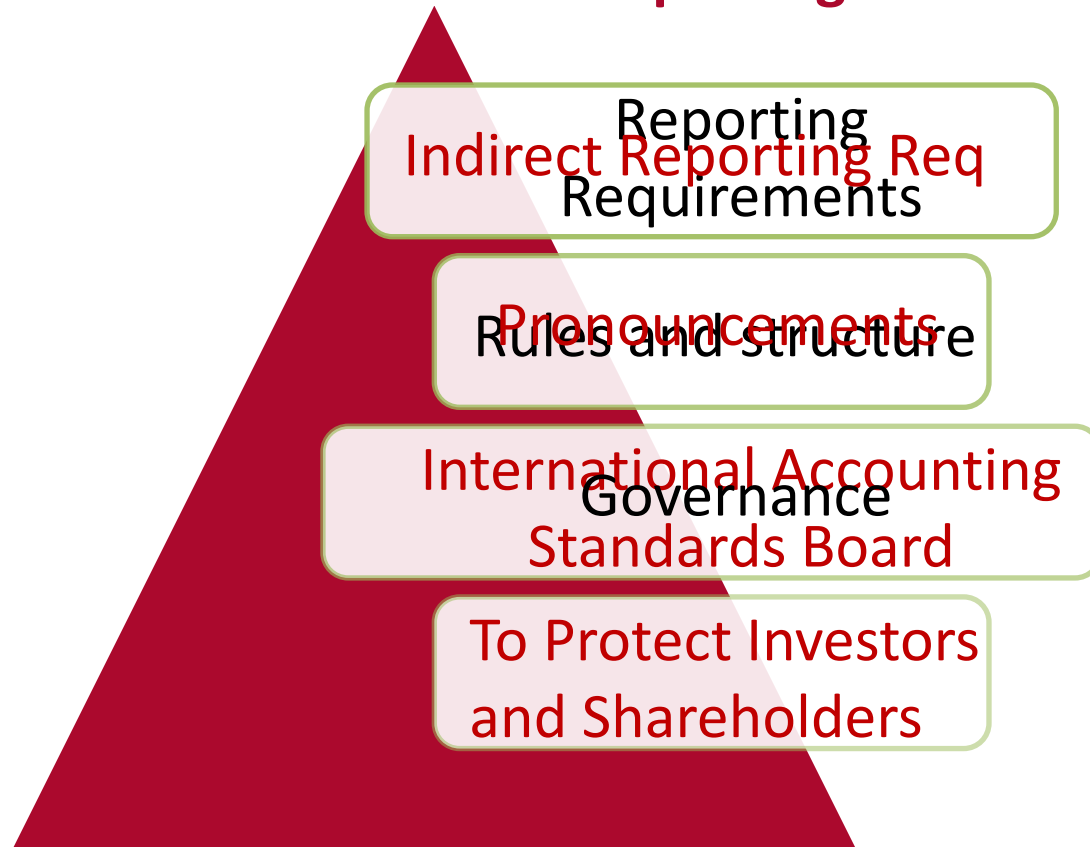 Reporting
Indirect Reporting Req
Requirements
Pronouncements
Rules and structure
International Accounting
Governance
Standards Board
To Protect Investors
and Shareholders